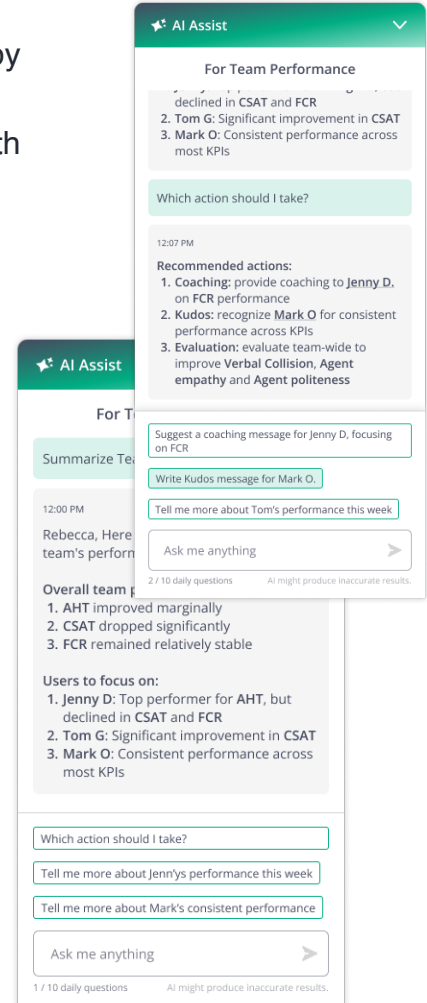 by
th
AI Assist
For Team Performance
declined in CSAT and FCR
2. Tom G: Significant improvement in CSAT
3. Mark O: Consistent performance across
most KPIs
Which action should I take?
12:07 PM
Recommended actions:
1. Coaching: provide coaching to Jenny D.
on FCR performance
2. Kudos: recognize Mark O for consistent
performance across KPIs
3. Evaluation: evaluate team-wide to
improve Verbal Collision, Agent
empathy and Agent politeness
Suggest a coaching message for Jenny D, focusing
on FCR
Write Kudos message for Mark O.
Tell me more about Tom's performance this week
Ask me anything
2 / 10 daily questions
AI might produce inaccurate results.
AI Assist
For T
Summarize Tea
12:00 PM
Rebecca, Here
team's perform
Overall team p
1. AHT improved marginally
2. CSAT dropped significantly
3. FCR remained relatively stable
Users to focus on:
1. Jenny D: Top performer for AHT, but
declined in CSAT and FCR
2. Tom G: Significant improvement in CSAT
3. Mark O: Consistent performance across
most KPIs
Which action should I take?
Tell me more about Jenn'ys performance this week
Tell me more about Mark's consistent performance
Ask me anything
1 / 10 daily questions
AI might produce inaccurate results.